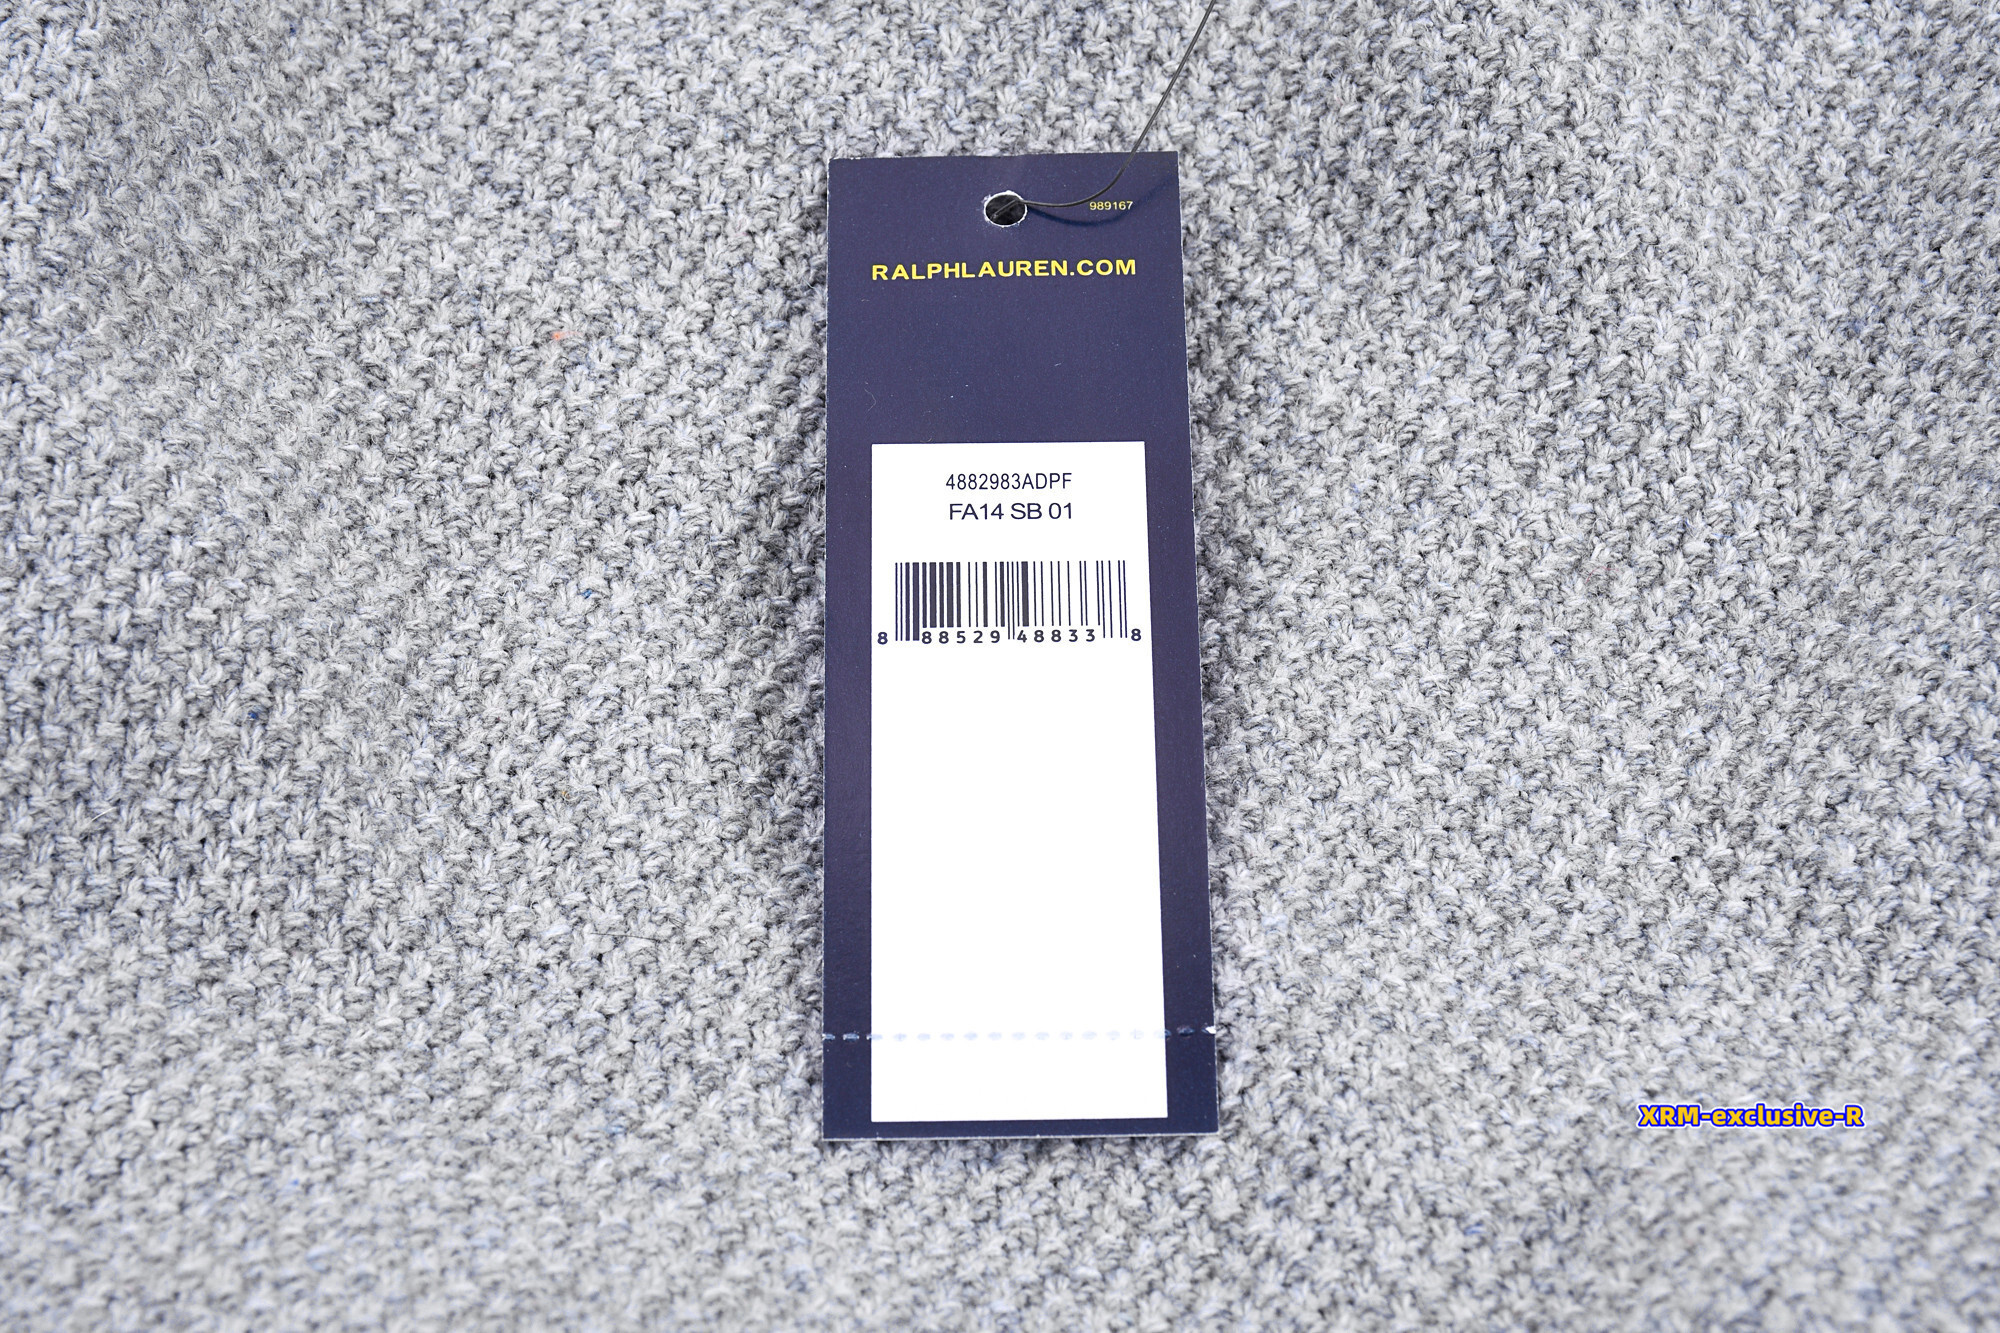 989167
RALPHLAUREN.COM
4882983ADPF
FA14 SB 01
8 88529 48833 8
XRM-exclusive-R